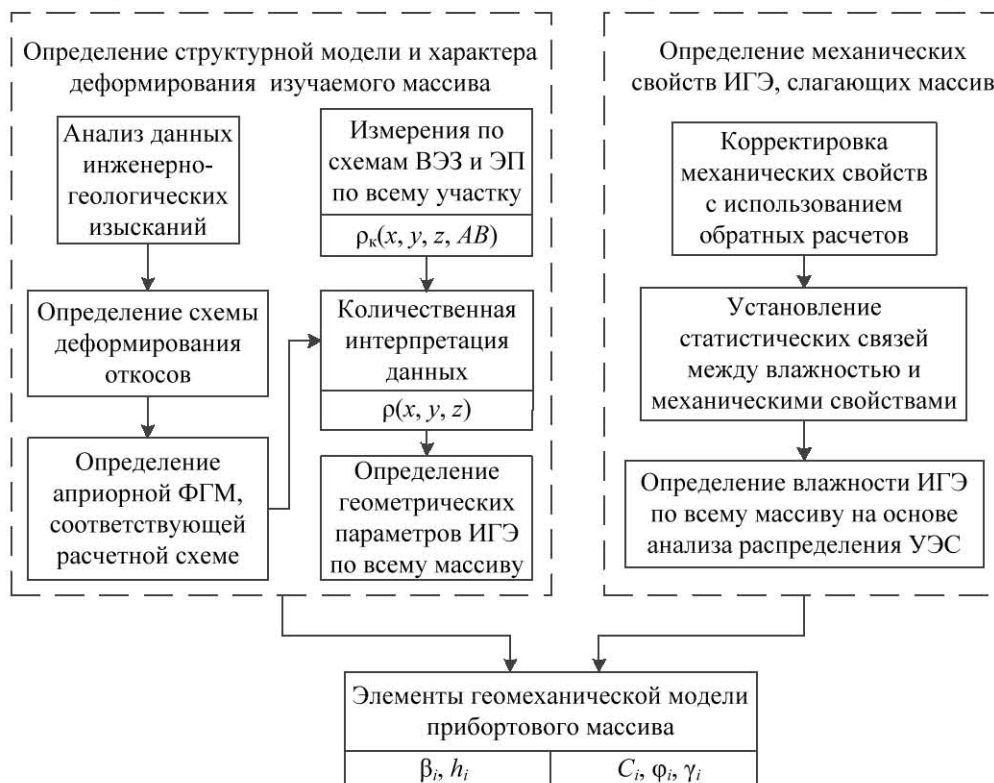 Определение структурной модели и характера
деформирования изучаемого массива
Анализ данных
инженерно-
геологических
изысканий
Определение схемы
деформирования
откосов
Определение
априорной ФГМ,
соответствующей
расчетной схеме
Измерения по
схемам ВЭЗ и ЭП
по всему участку
ρк(x, y, z, AB)
Количественная
интерпретация
данных
ρ(x, y, z)
Определение
геометрических
параметров ИГЭ
по всему массиву
Определение механических
свойств ИГЭ, слагающих массив
Корректировка
механических свойств
с использованием
обратных расчетов
Установление
статистических связей
между влажностью и
механическими свойствами
Определение влажности ИГЭ
по всему массиву на основе
анализа распределения УЭС
Элементы геомеханической модели
прибортового массива
βi, hi
Ci, φi, γi